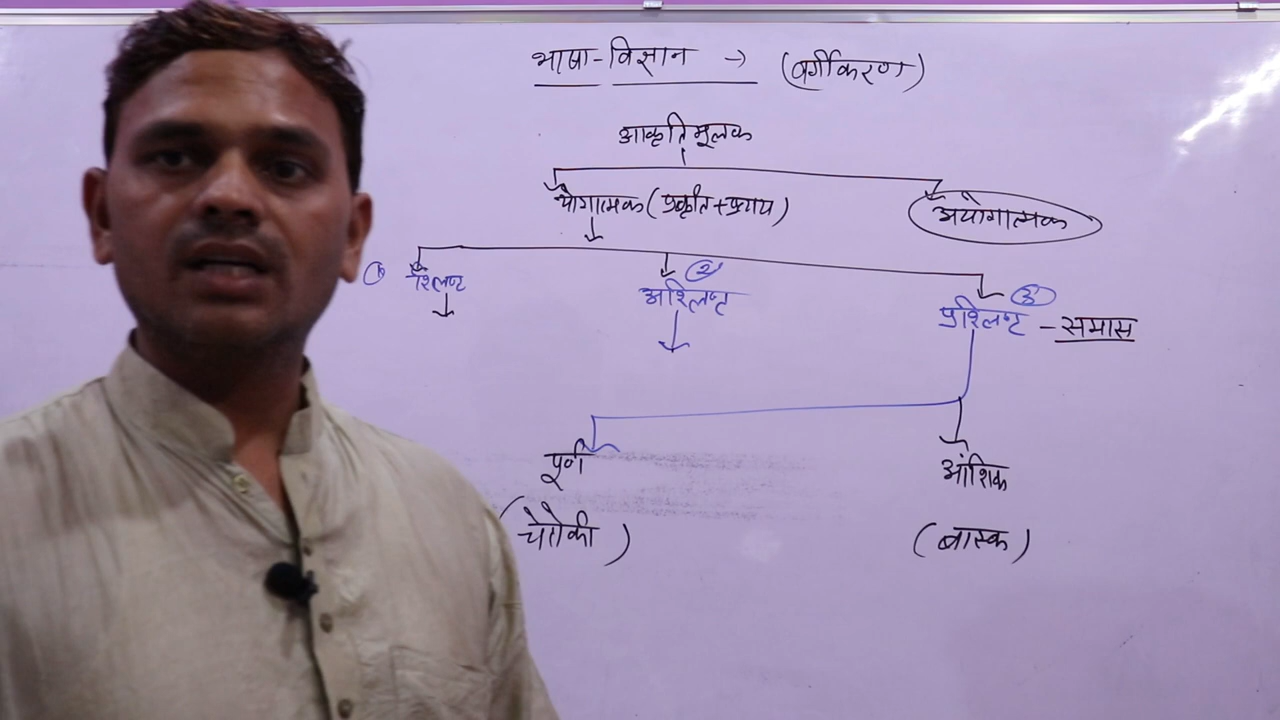 भाषा-विज्ञान → (वर्गीकरण)
आकृतिमूलक
योगात्मक (प्रकृति+प्रत्यय) अयोगात्मक
① श्लिष्ट ② अश्लिष्ट ③ प्रश्लिष्ट - समास
पूर्ण आंशिक
(चेरोकी) (बास्क)